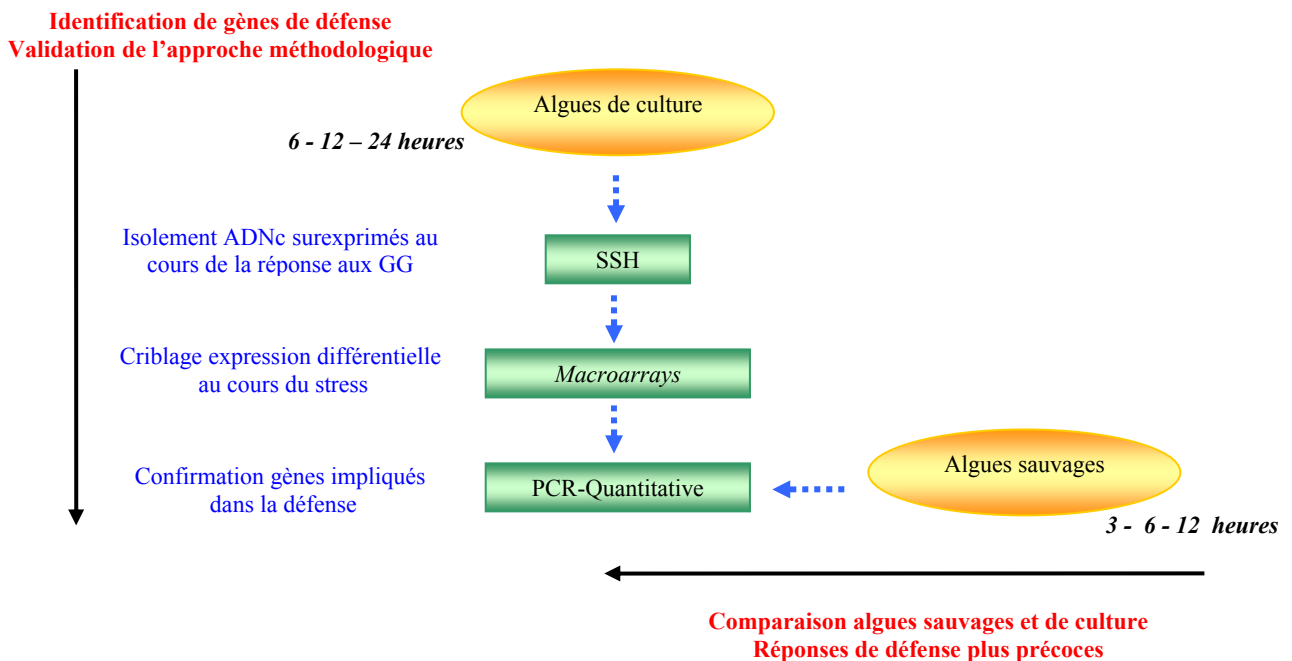 Identification de gènes de défense
Validation de l'approche méthodologique
Algues de culture
6 - 12 – 24 heures
Isolement ADNc surexprimés au
cours de la réponse aux GG
SSH
Criblage expression différentielle
au cours du stress
Macroarrays
Confirmation gènes impliqués
dans la défense
PCR-Quantitative
Algues sauvages
3 - 6 - 12 heures
Comparaison algues sauvages et de culture
Réponses de défense plus précoces